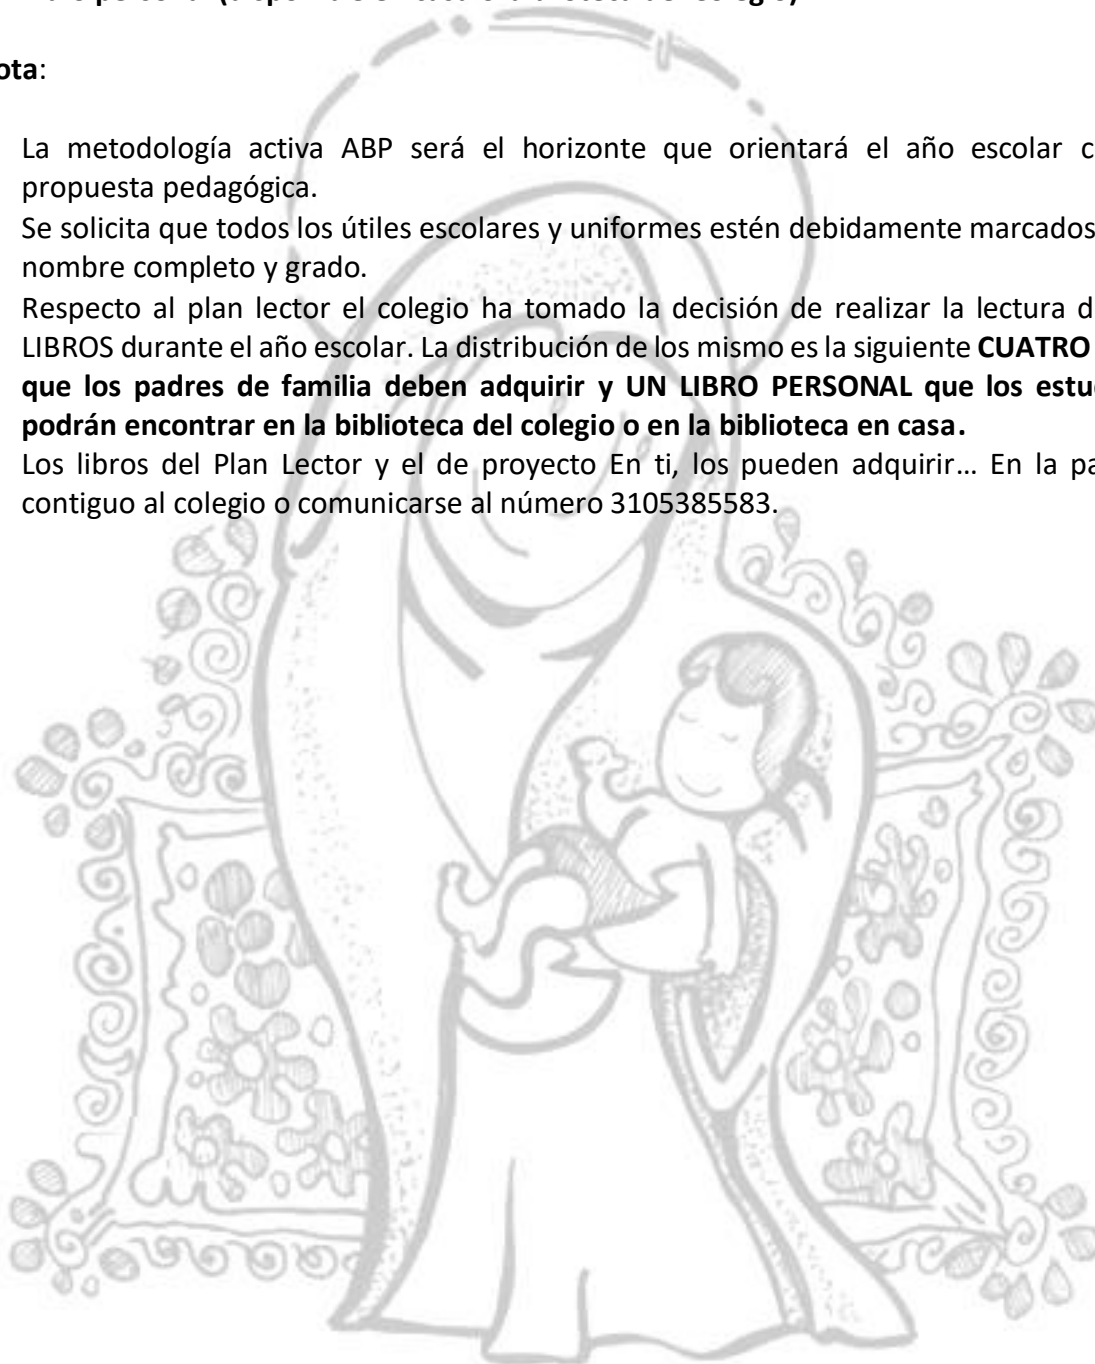 ota:
La metodología activa ABP será el horizonte que orientará el año escolar c
propuesta pedagógica.
Se solicita que todos los útiles escolares y uniformes estén debidamente marcados
nombre completo y grado.
Respecto al plan lector el colegio ha tomado la decisión de realizar la lectura d
LIBROS durante el año escolar. La distribución de los mismo es la siguiente CUATRO
que los padres de familia deben adquirir y UN LIBRO PERSONAL que los estu
podrán encontrar en la biblioteca del colegio o en la biblioteca en casa.
Los libros del Plan Lector y el de proyecto En ti, los pueden adquirir... En la pa
contiguo al colegio o comunicarse al número 3105385583.